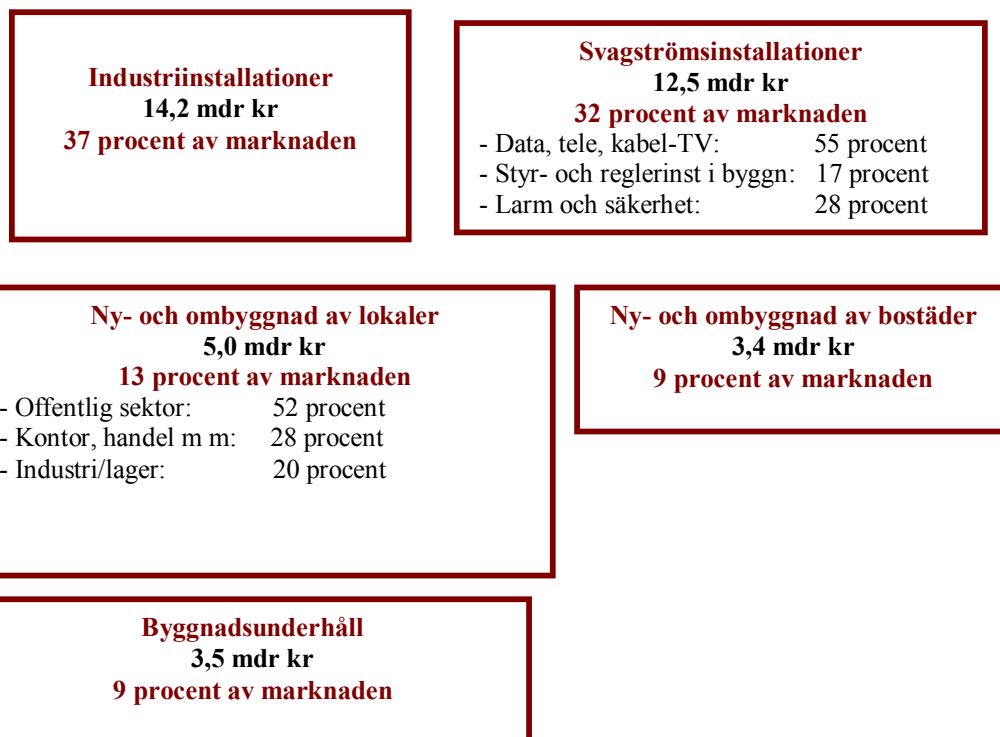 Industriinstallationer
14,2 mdr kr
37 procent av marknaden
Svagströmsinstallationer
12,5 mdr kr
32 procent av marknaden
- Data, tele, kabel-TV: 55 procent
- Styr- och reglerinst i byggn: 17 procent
- Larm och säkerhet: 28 procent
Ny- och ombyggnad av lokaler
5,0 mdr kr
13 procent av marknaden
- Offentlig sektor: 52 procent
- Kontor, handel m m: 28 procent
- Industri/lager: 20 procent
Ny- och ombyggnad av bostäder
3,4 mdr kr
9 procent av marknaden
Byggnadsunderhåll
3,5 mdr kr
9 procent av marknaden